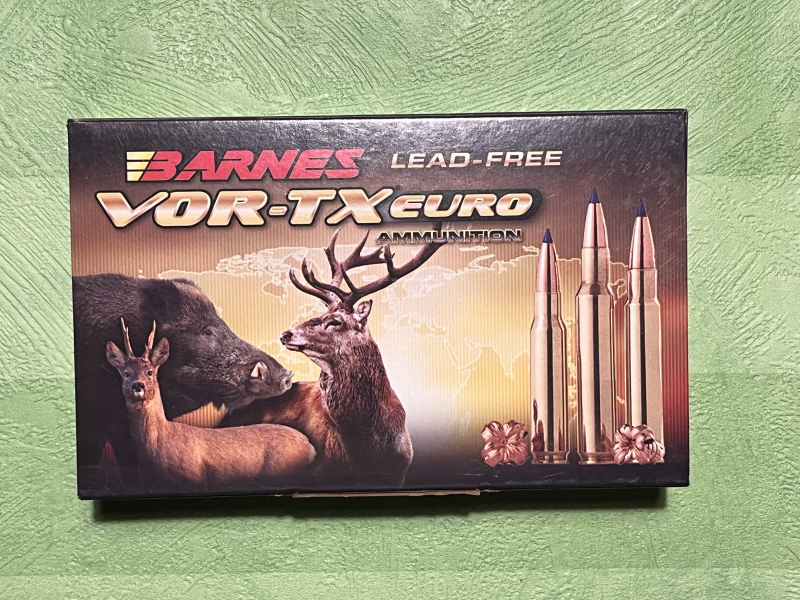 BARNES LEAD-FREE
VOR-TX EURO
AMMUNITION